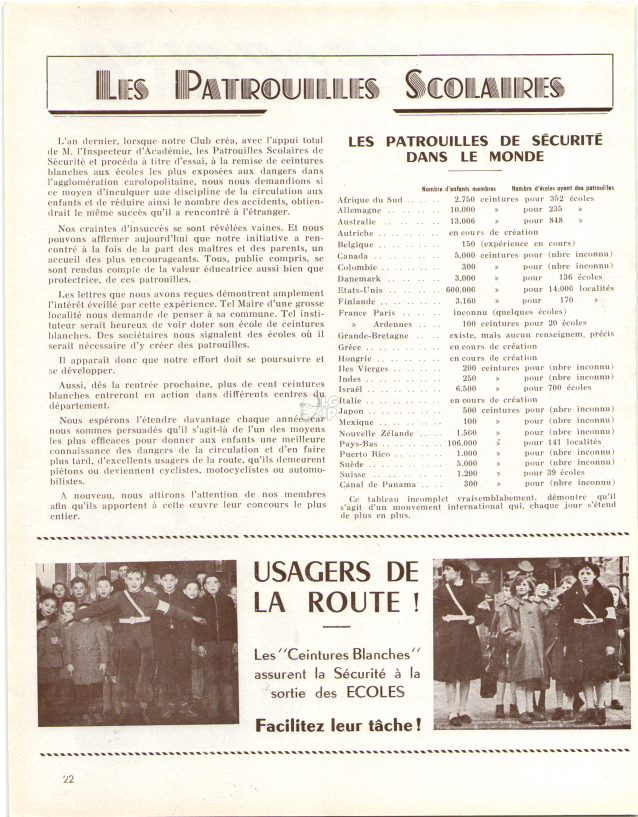 LES PATROUILLES SCOLAIRES
L'an dernier, lorsque notre Club créa, avec l'appui total
de M. l'Inspecteur d'Académie, les Patrouilles Scolaires de
Sécurité et procéda à titre d'essai, à la remise de ceintures
blanches aux écoles les plus exposées aux dangers dans
l'agglomération carolopolitaine, nous nous demandions si
ce moyen d'inculquer une discipline de la circulation aux
enfants et de réduire ainsi le nombre des accidents, obtien-
drait le même succès qu'il a rencontré à l'étranger.
Nos craintes d'insuccès se sont révélées vaines. Et nous
pouvons affirmer aujourd'hui que notre initiative a ren-
contré à la fois de la part des maîtres et des parents, un
accueil des plus encourageants. Tous, public compris, se
sont rendus compte de la valeur éducatrice aussi bien que
protectrice, de ces patrouilles.
Les lettres que nous avons reçues démontrent amplement
l'intérêt éveillé par cette expérience. Tel Maire d'une grosse
localité nous demande de penser à sa commune. Tel insti-
tuteur serait heureux de voir doter son école de ceintures
blanches. Des sociétaires nous signalent des écoles où il
serait nécessaire d'y créer des patrouilles.
Il apparaît donc que notre effort doit se poursuivre et
se développer.
Aussi, dès la rentrée prochaine, plus de cent ceintures
blanches entreront en action dans différents centres du
département.
Nous espérons l'étendre davantage chaque année
nous sommes persuadés qu'il s'agit-là de l'un des moyens
les plus efficaces pour donner aux enfants une meilleure
connaissance des dangers de la circulation et d'en faire
plus tard, d'excellents usagers de la route, qu'ils demeurent
piétons ou deviennent cyclistes, motocyclistes ou automo-
bilistes.
A nouveau, nous attirons l'attention de nos membres
afin qu'ils apportent à cette œuvre leur concours le plus
entier.
LES PATROUILLES DE SÉCURITÉ
DANS LE MONDE
Nombre d'enfants membres Nombre d'écoles ayant des patrouilles
Afrique du Sud ...... 2.750 ceintures pour 352 écoles
Allemagne ........ 10.000 » pour 235 »
Australie ........ 13.006 » pour 848 »
Autriche .......... en cours de création
Belgique .......... 150 (expérience en cours)
Canada .......... 5.000 ceintures pour (nbre inconnu)
Colombie .......... 300 » pour (nbre inconnu)
Danemark .......... 3.000 » pour 136 écoles
Etats-Unis ........ 600.000 » pour 14.000 localités
Finlande .......... 3.160 » pour 170 »
France Paris ...... inconnu (quelques écoles)
» Ardennes .... 100 ceintures pour 20 écoles
Grande-Bretagne .... existe, mais aucun renseignem. précis
Grèce .......... en cours de création
Hongrie .......... en cours de création
Iles Vierges ........ 200 ceintures pour (nbre inconnu)
Indes .......... 250 » pour (nbre inconnu)
Israël .......... 6.500 » pour 700 écoles
Italie .......... en cours de création
Japon .......... 500 ceintures pour (nbre inconnu)
Mexique .......... 100 » pour (nbre inconnu)
Nouvelle Zélande .... 1.500 » pour (nbre inconnu)
Pays-Bas .......... 106.000 » pour 141 localités
Puerto Rico ........ 1.000 » pour (nbre inconnu)
Suède .......... 5.000 » pour (nbre inconnu)
Suisse .......... 1.200 » pour 39 écoles
Canal de Panama .... 300 » pour (nbre inconnu)
Ce tableau incomplet vraisemblablement, démontre qu'il
s'agit d'un mouvement international qui, chaque jour s'étend
de plus en plus.
USAGERS DE
LA ROUTE !
Les "Ceintures Blanches"
assurent la Sécurité à la
sortie des ECOLES
Facilitez leur tâche !
22